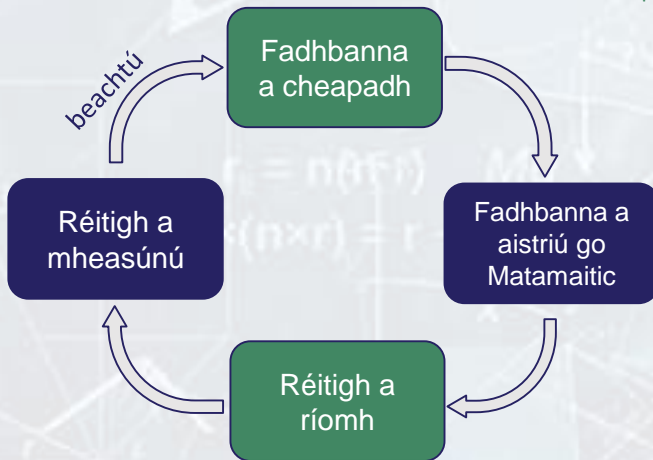 beachtú
Fadhbanna
a cheapadh
Fadhbanna a
aistriú go
Matamaitic
Réitigh a
ríomh
Réitigh a
mheasúnú